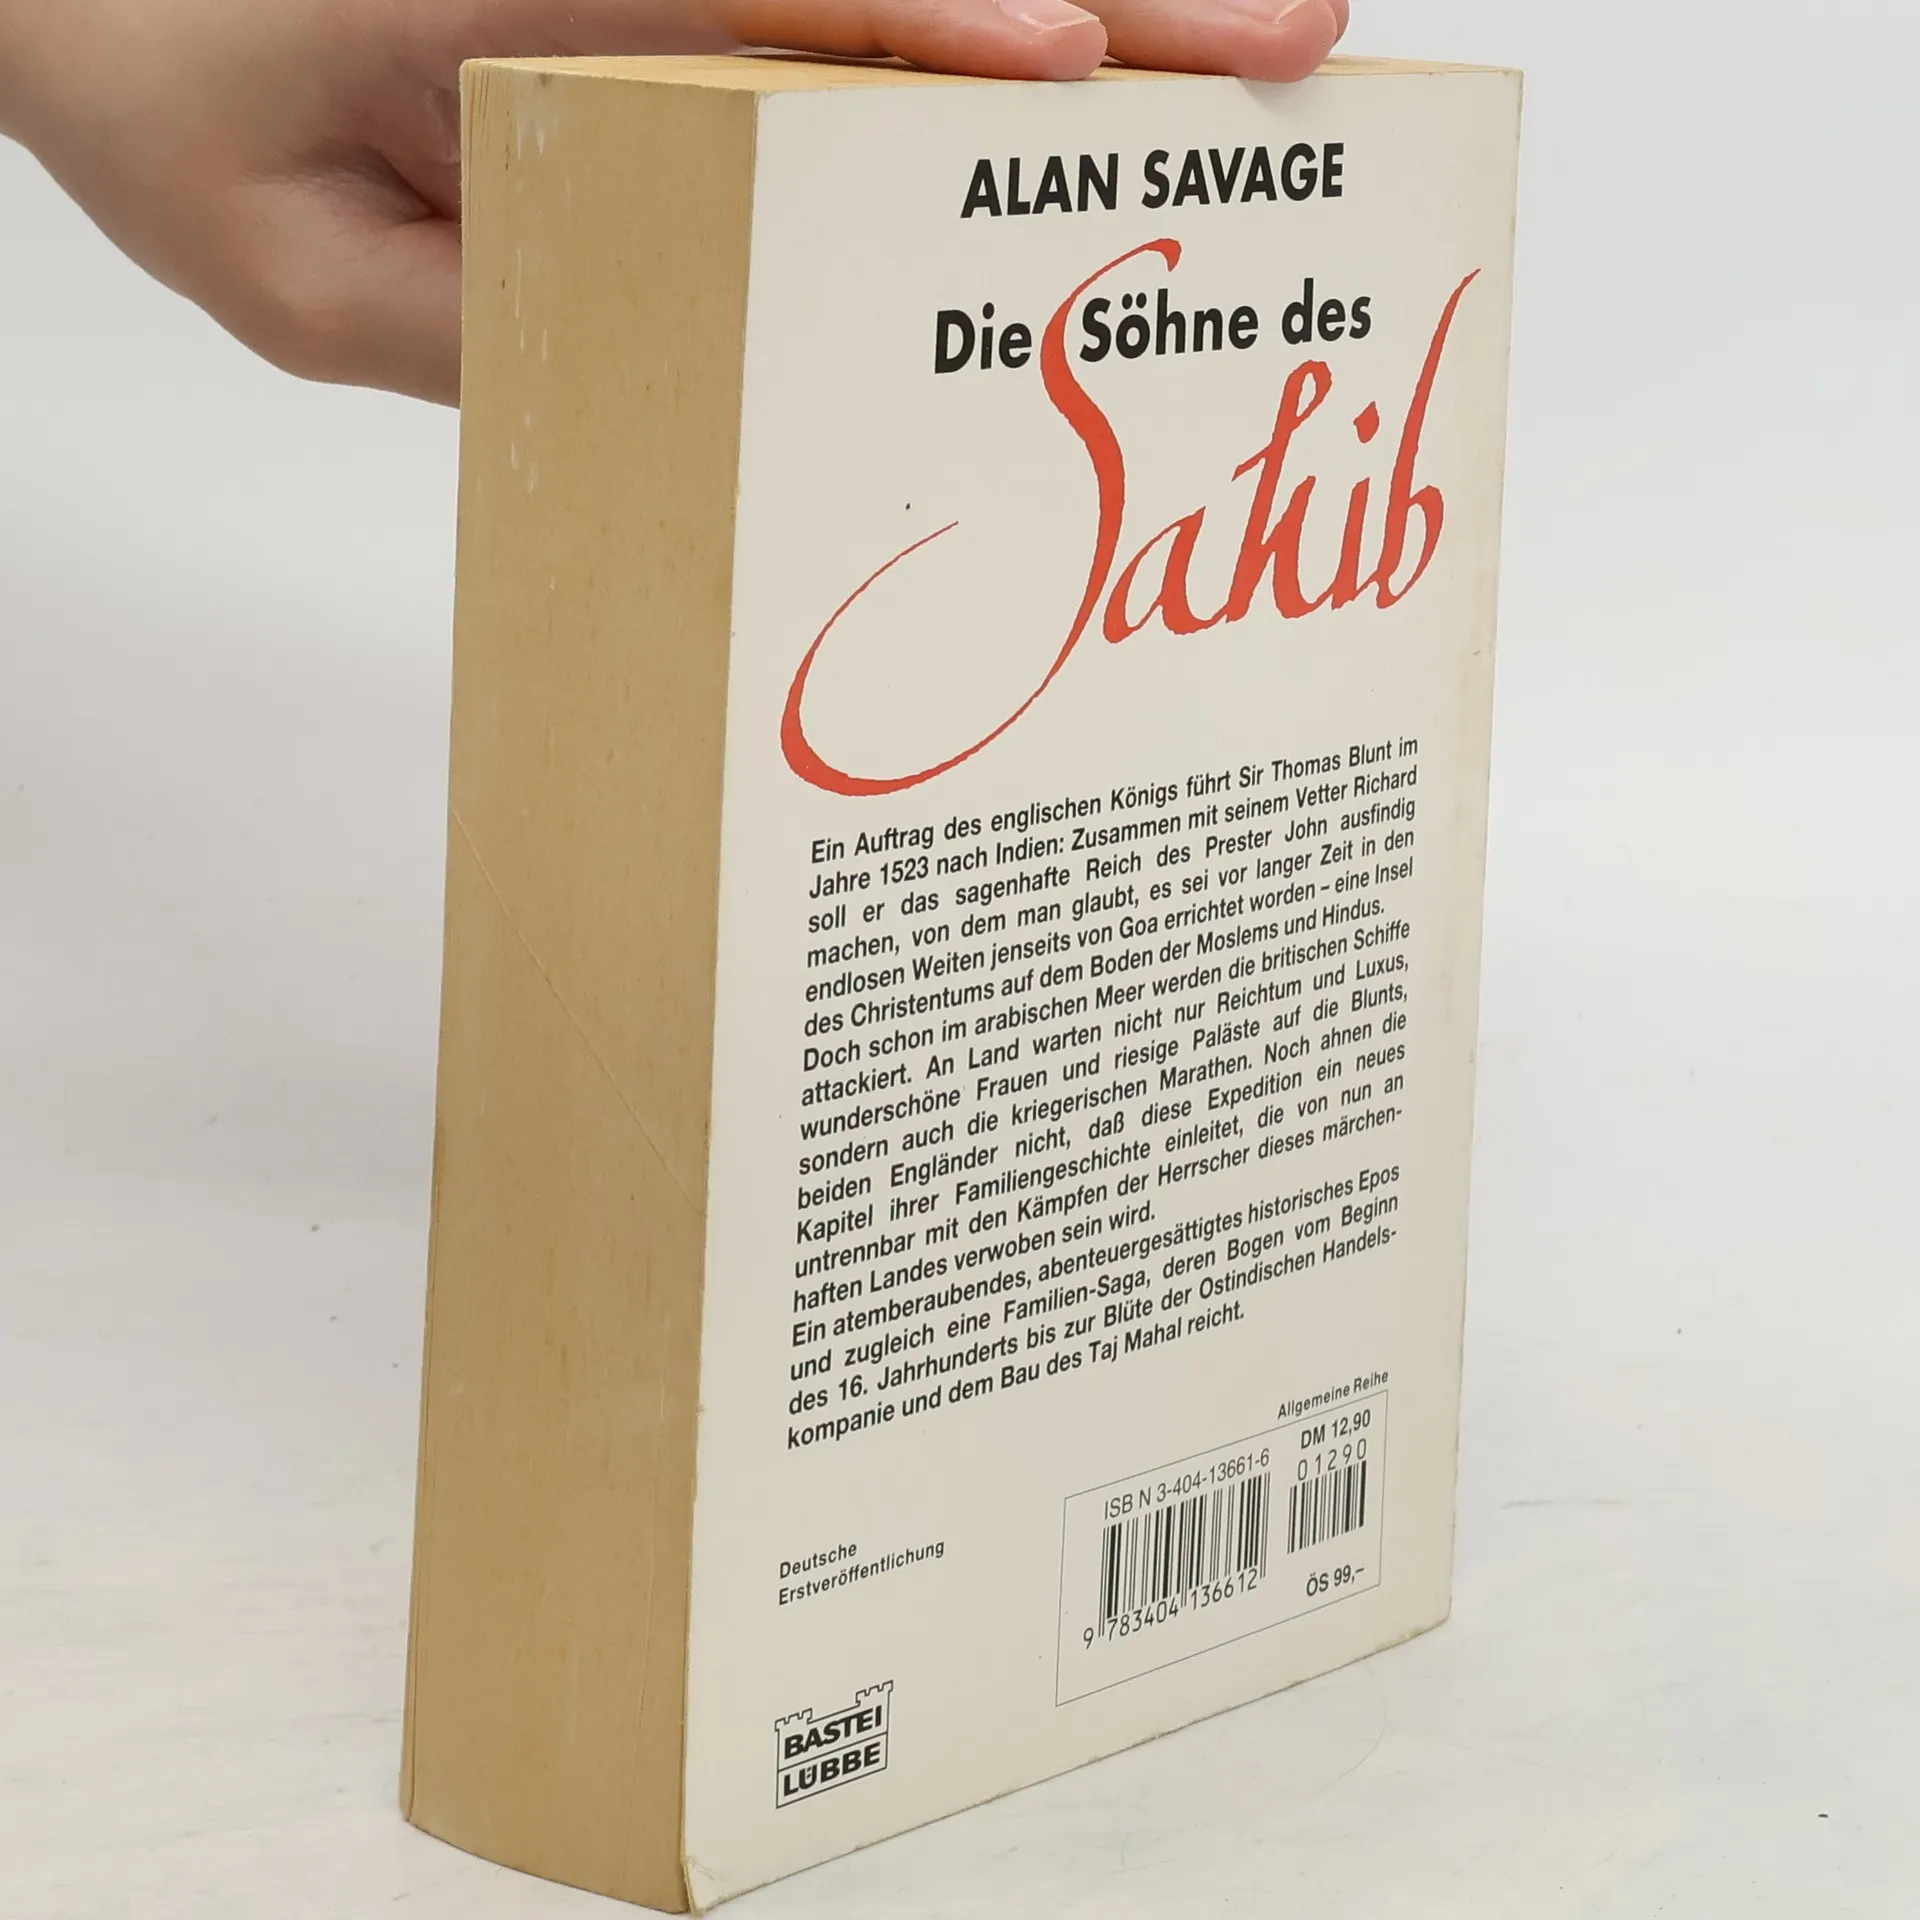 ALAN SAVAGE
Die Söhne des
Sahib
Ein Auftrag des englischen Königs führt Sir Thomas Blunt im
Jahre 1523 nach Indien: Zusammen mit seinem Vetter Richard
soll er das sagenhafte Reich des Prester John ausfindig
machen, von dem man glaubt, es sei vor langer Zeit in den
endlosen Weiten jenseits von Goa errichtet worden – eine Insel
des Christentums auf dem Boden der Moslems und Hindus.
Doch schon im arabischen Meer werden die britischen Schiffe
attackiert. An Land warten nicht nur Reichtum und Luxus,
wunderschöne Frauen und riesige Paläste auf die Blunts,
sondern auch die kriegerischen Marathen. Noch ahnen die
beiden Engländer nicht, daß diese Expedition ein neues
Kapitel ihrer Familiengeschichte einleitet, die von nun an
untrennbar mit den Kämpfen der Herrscher dieses märchen-
haften Landes verwoben sein wird.
Ein atemberaubendes, abenteuergesättigtes historisches Epos
und zugleich eine Familien-Saga, deren Bogen vom Beginn
des 16. Jahrhunderts bis zur Blüte der Ostindischen Handels-
kompanie und dem Bau des Taj Mahal reicht.
Allgemeine Reihe
DM 12,90
ISBN 3-404-13661-6
01290
9 783404 136612
ÖS 99,–
Deutsche
Erstveröffentlichung
BASTEI
LÜBBE